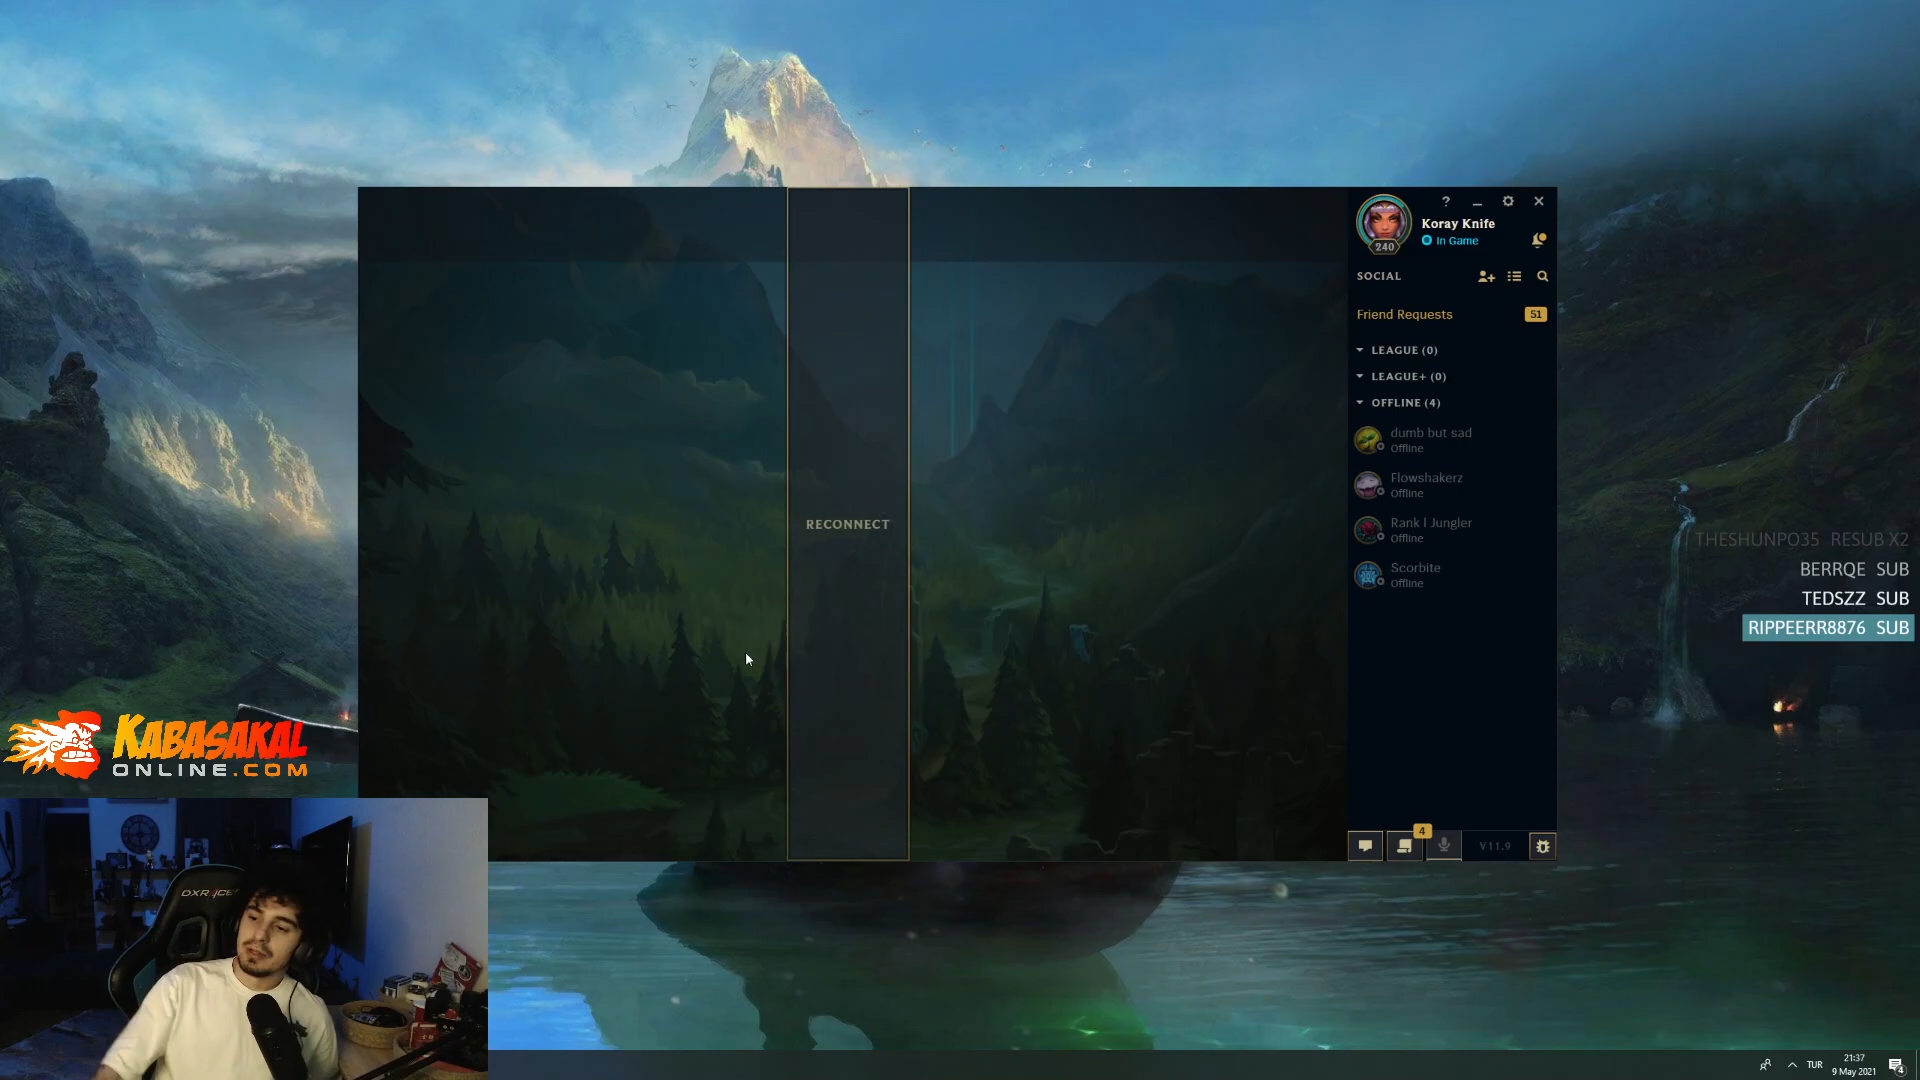 ?
Koray Knife
In Game
240
SOCIAL
Friend Requests
51
LEAGUE (0)
LEAGUE+ (0)
OFFLINE (4)
dumb but sad
Offline
Flowshakerz
Offline
Rank I Jungler
Offline
Scorbite
Offline
RECONNECT
4
V11.9
THESHUNPO35 RESUB X2
BERRQE SUB
TEDSZZ SUB
RIPPEERR8876 SUB
KABASAKAL
ONLINE.COM
DXRACER
TUR
21:37
9 May 2021
4